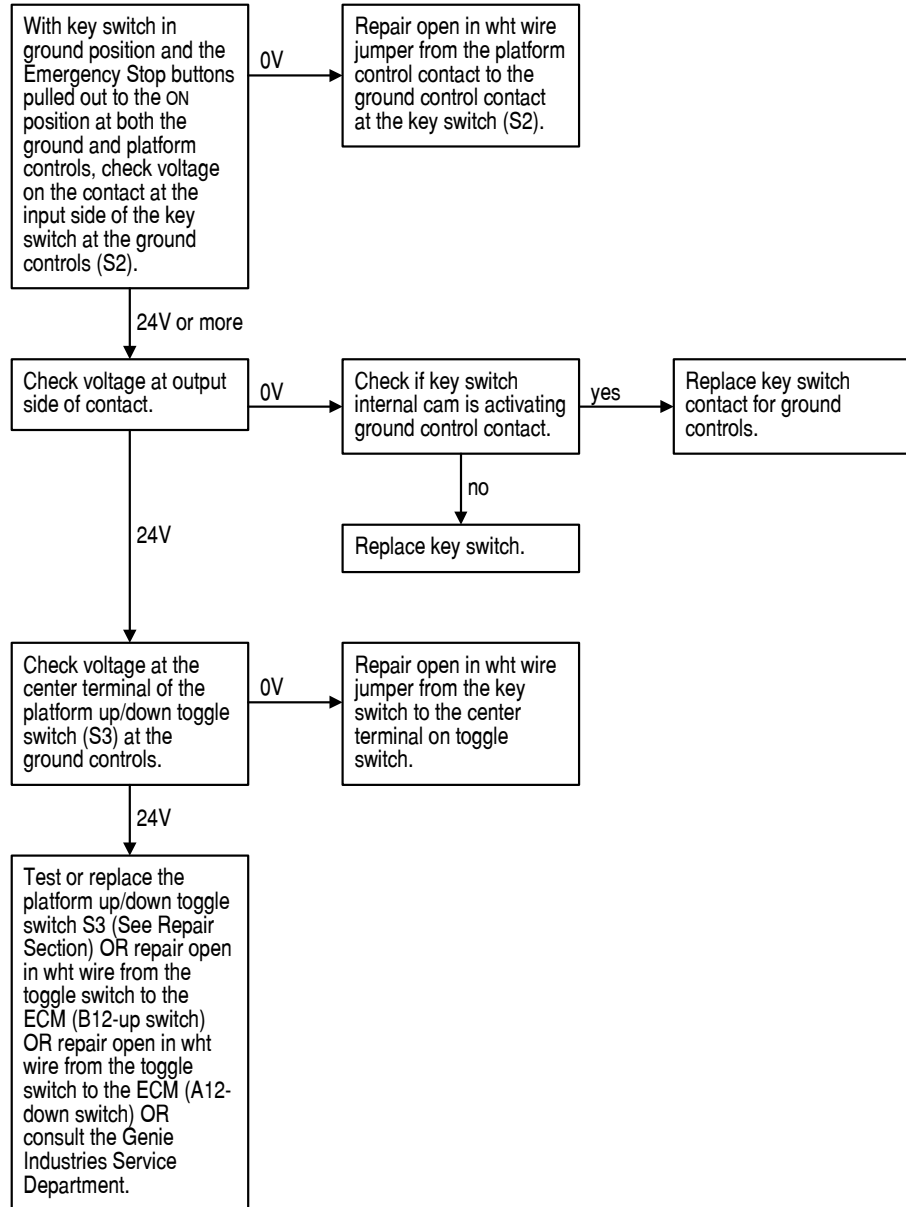 With key switch in
ground position and the
Emergency Stop buttons
pulled out to the ON
position at both the
ground and platform
controls, check voltage
on the contact at the
input side of the key
switch at the ground
controls (S2).
0V
Repair open in wht wire
jumper from the platform
control contact to the
ground control contact
at the key switch (S2).
24V or more
Check voltage at output
side of contact.
0V
Check if key switch
internal cam is activating
ground control contact.
yes
Replace key switch
contact for ground
controls.
no
Replace key switch.
24V
Check voltage at the
center terminal of the
platform up/down toggle
switch (S3) at the
ground controls.
0V
Repair open in wht wire
jumper from the key
switch to the center
terminal on toggle
switch.
24V
Test or replace the
platform up/down toggle
switch S3 (See Repair
Section) OR repair open
in wht wire from the
toggle switch to the
ECM (B12-up switch)
OR repair open in wht
wire from the toggle
switch to the ECM (A12-
down switch) OR
consult the Genie
Industries Service
Department.